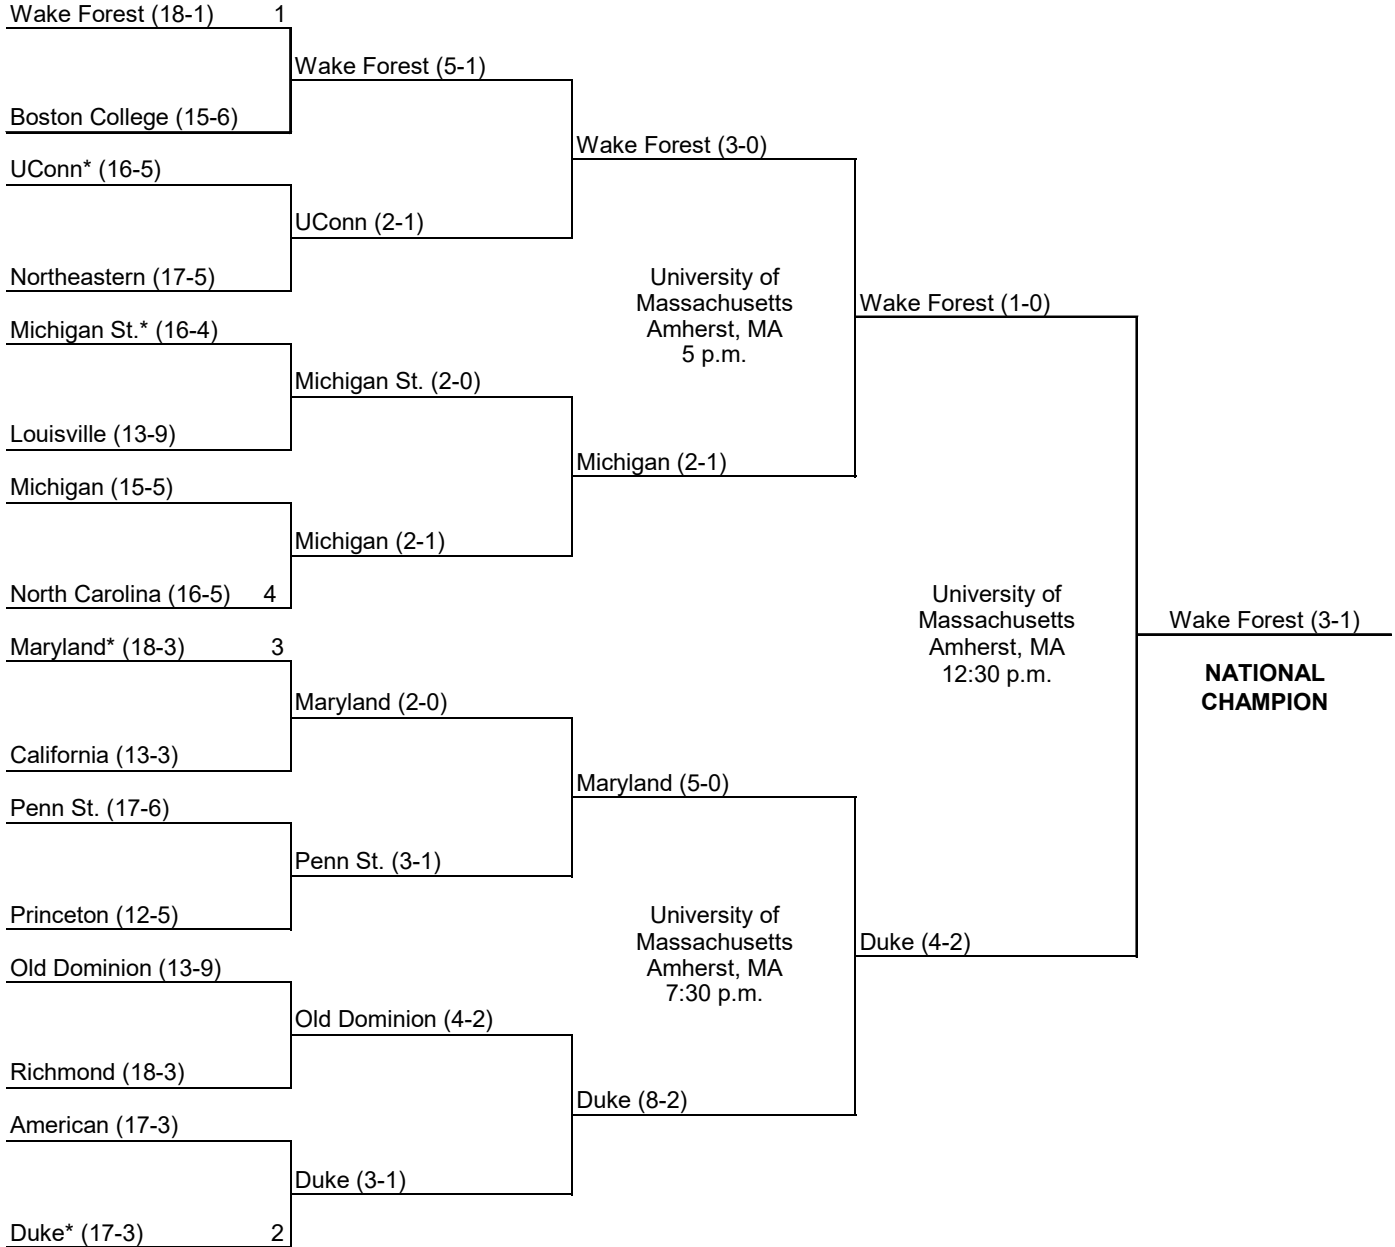 Wake Forest (18-1) 1
Boston College (15-6)
UConn* (16-5)
Northeastern (17-5)
Michigan St.* (16-4)
Louisville (13-9)
Michigan (15-5)
North Carolina (16-5) 4
Maryland* (18-3) 3
California (13-3)
Penn St. (17-6)
Princeton (12-5)
Old Dominion (13-9)
Richmond (18-3)
American (17-3)
Duke* (17-3) 2
Wake Forest (5-1)
UConn (2-1)
Michigan St. (2-0)
Michigan (2-1)
Maryland (2-0)
Penn St. (3-1)
Old Dominion (4-2)
Duke (3-1)
Wake Forest (3-0)
University of
Massachusetts
Amherst, MA
5 p.m.
Michigan (2-1)
Maryland (5-0)
University of
Massachusetts
Amherst, MA
7:30 p.m.
Duke (8-2)
Wake Forest (1-0)
University of
Massachusetts
Amherst, MA
12:30 p.m.
Duke (4-2)
Wake Forest (3-1)
NATIONAL
CHAMPION